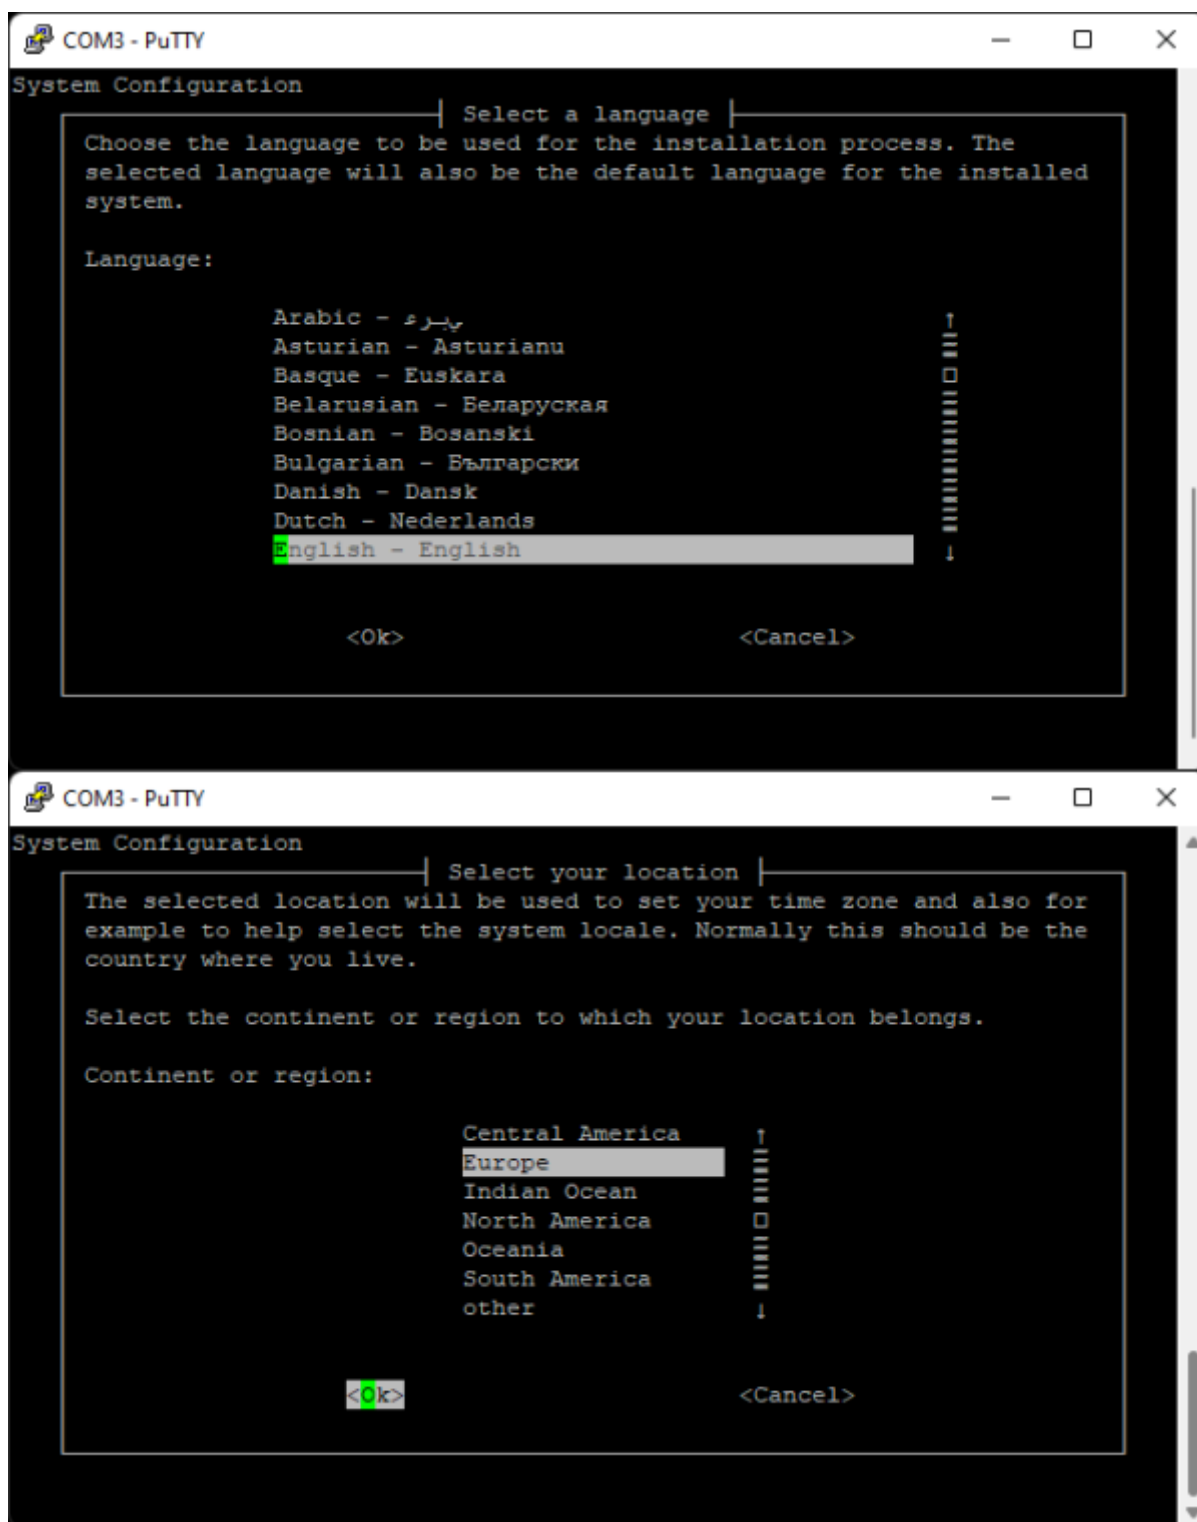 COM3 - PuTTY
System Configuration
Select a language
Choose the language to be used for the installation process. The
selected language will also be the default language for the installed
system.
Language:
Arabic - ﻲﺑﺮﻋ
Asturian - Asturianu
Basque - Euskara
Belarusian - Беларуская
Bosnian - Bosanski
Bulgarian - Български
Danish - Dansk
Dutch - Nederlands
English - English
<Ok> <Cancel>
COM3 - PuTTY
System Configuration
Select your location
The selected location will be used to set your time zone and also for
example to help select the system locale. Normally this should be the
country where you live.
Select the continent or region to which your location belongs.
Continent or region:
Central America
Europe
Indian Ocean
North America
Oceania
South America
other
<Ok> <Cancel>